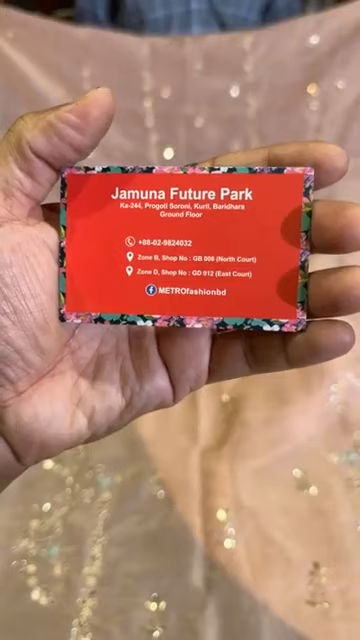 Jamuna Future Park
Ka-244, Progoti Soroni, Kuril, Baridhara
Ground Floor
+88-02-9824032
Zone B, Shop No : GB 006 (North Court)
Zone D, Shop No : GD 012 (East Court)
METROfashionbd